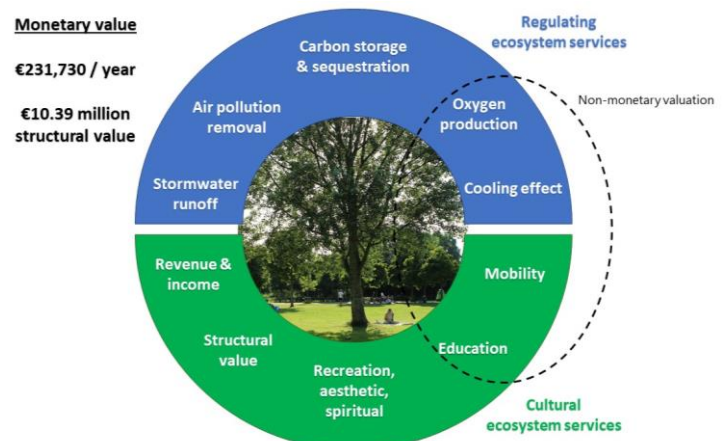 Monetary value
€231,730 / year
€10.39 million
structural value
Regulating
ecosystem services
Carbon storage
& sequestration
Non-monetary valuation
Oxygen
production
Air pollution
removal
Stormwater
runoff
Cooling effect
Revenue &
income
Mobility
Structural
value
Education
Recreation,
aesthetic,
spiritual
Cultural
ecosystem services